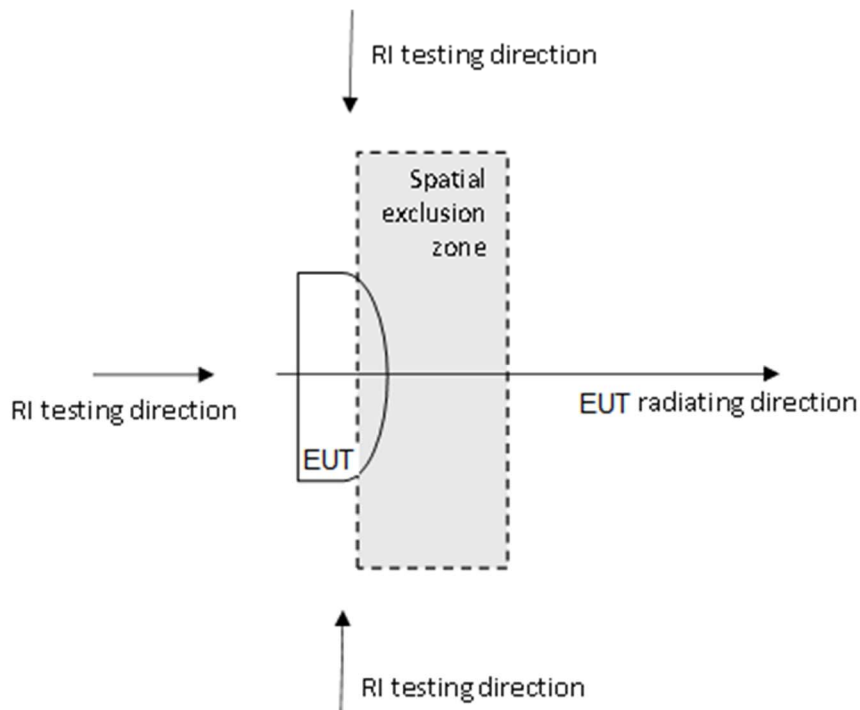 RI testing direction
Spatial
exclusion
zone
RI testing direction
EUT radiating direction
EUT
RI testing direction